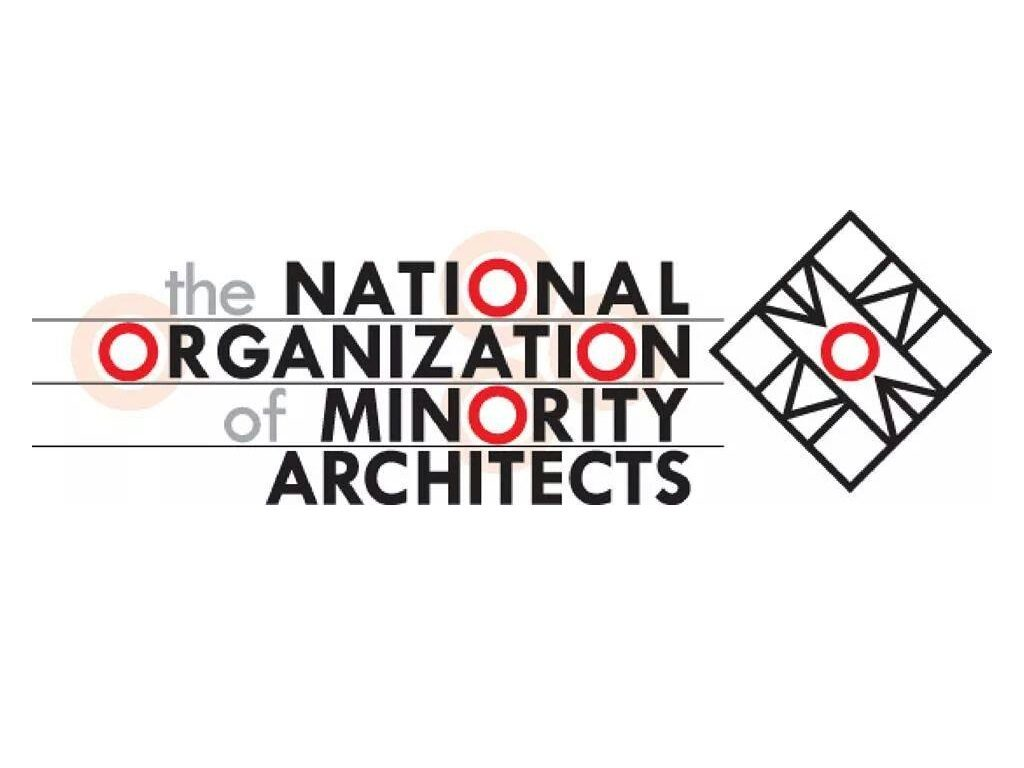 the NATIONAL
ORGANIZATION
of MINORITY
ARCHITECTS